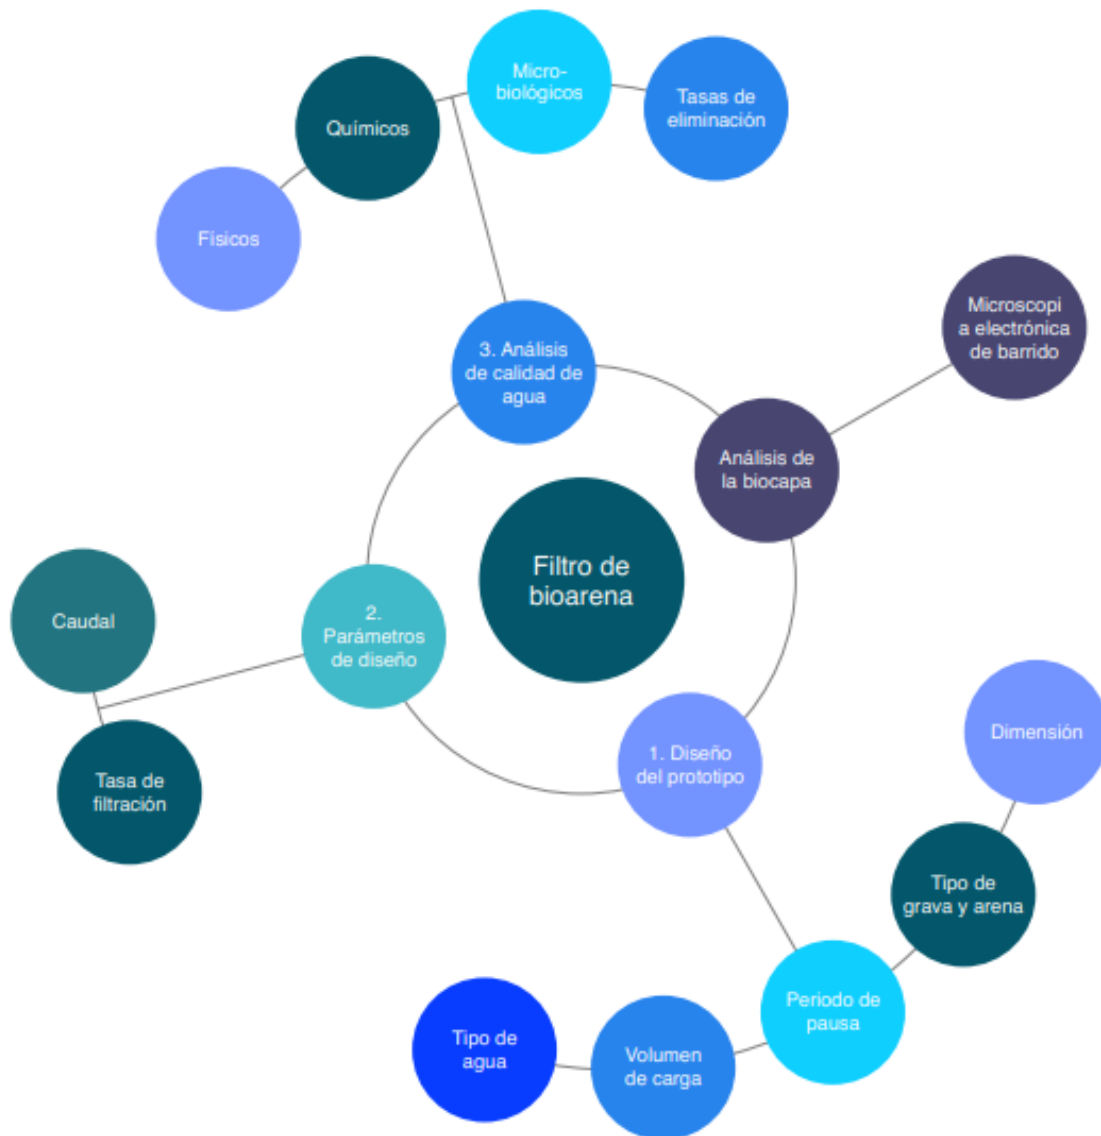 Micro-
biológicos
Tasas de
eliminación
Químicos
Físicos
Microscopi
a electrónica
de barrido
3. Análisis
de calidad de
agua
Análisis de
la biocapa
Filtro de
bioarena
Caudal
2.
Parámetros
de diseño
Tasa de
filtración
1. Diseño
del prototipo
Dimensión
Tipo de
grava y arena
Periodo de
pausa
Tipo de
agua
Volumen
de carga